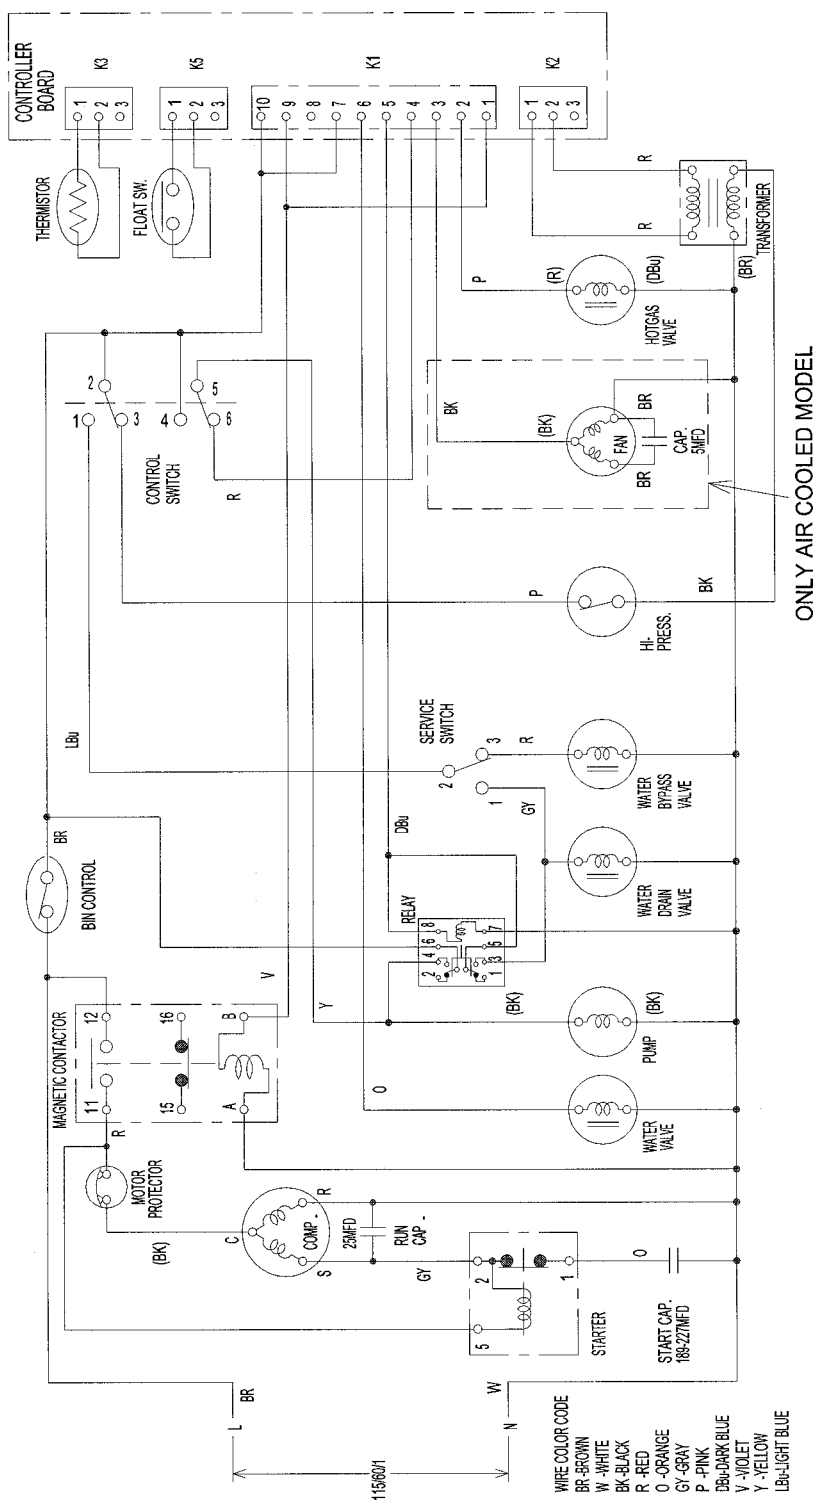 CONTROLLER
BOARD
K3
K5
K1
K2
1
2
3
1
2
3
10
9
8
7
6
5
4
3
2
1
1
2
3
THERMISTOR
FLOAT SW.
R
R
TRANSFORMER
(BR)
P
(R)
(DBu)
HOTGAS
VALVE
1
2
3
4
5
6
CONTROL
SWITCH
R
BK
(BK)
FAN
BR
BR
CAP.
5MFD
ONLY AIR COOLED MODEL
P
HI-
PRESS.
BK
LBu
SERVICE
SWITCH
2
3
1
R
GY
WATER
BYPASS
VALVE
BR
BIN CONTROL
DBu
RELAY
2
4
6
8
1
3
5
7
(BK)
WATER
DRAIN
VALVE
V
Y
MAGNETIC CONTACTOR
12
11
16
15
B
A
PUMP
(BK)
O
WATER
VALVE
R
MOTOR
PROTECTOR
(BK)
C
COMP -
R
S
25MFD
RUN
CAP -
GY
2
1
5
STARTER
O
START CAP.
189-227MFD
L
BR
N
W
115/60/1
WIRE COLOR CODE
BR -BROWN
W -WHITE
BK-BLACK
R -RED
O -ORANGE
GY -GRAY
P -PINK
DBu-DARK BLUE
V -VIOLET
Y -YELLOW
LBu-LIGHT BLUE